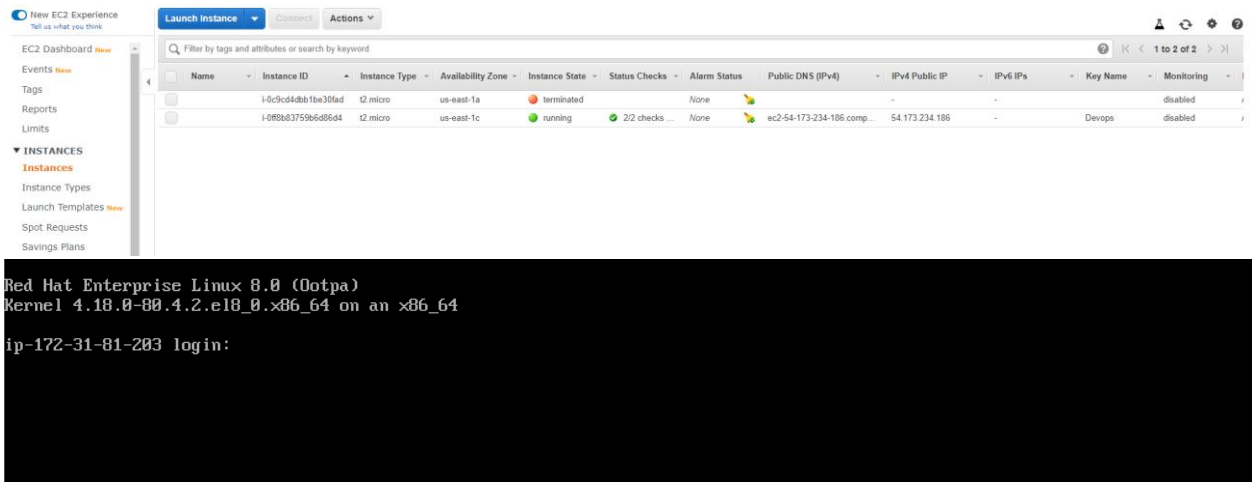 New EC2 Experience
Tell us what you think
Launch Instance Connect Actions
EC2 Dashboard New
Events New
Tags
Reports
Limits
INSTANCES
Instances
Instance Types
Launch Templates New
Spot Requests
Savings Plans
Filter by tags and attributes or search by keyword 1 to 2 of 2
Name Instance ID Instance Type Availability Zone Instance State Status Checks Alarm Status Public DNS (IPv4) IPv4 Public IP IPv6 IPs Key Name Monitoring
i-0c9cd4dbb1be30fad t2.micro us-east-1a terminated None - - disabled
i-0ff8b83759b6d86d4 t2.micro us-east-1c running 2/2 checks ... None ec2-54-173-234-186.comp... 54.173.234.186 - Devops disabled
Red Hat Enterprise Linux 8.0 (Ootpa)
Kernel 4.18.0-80.4.2.el8_0.x86_64 on an x86_64
ip-172-31-81-203 login: